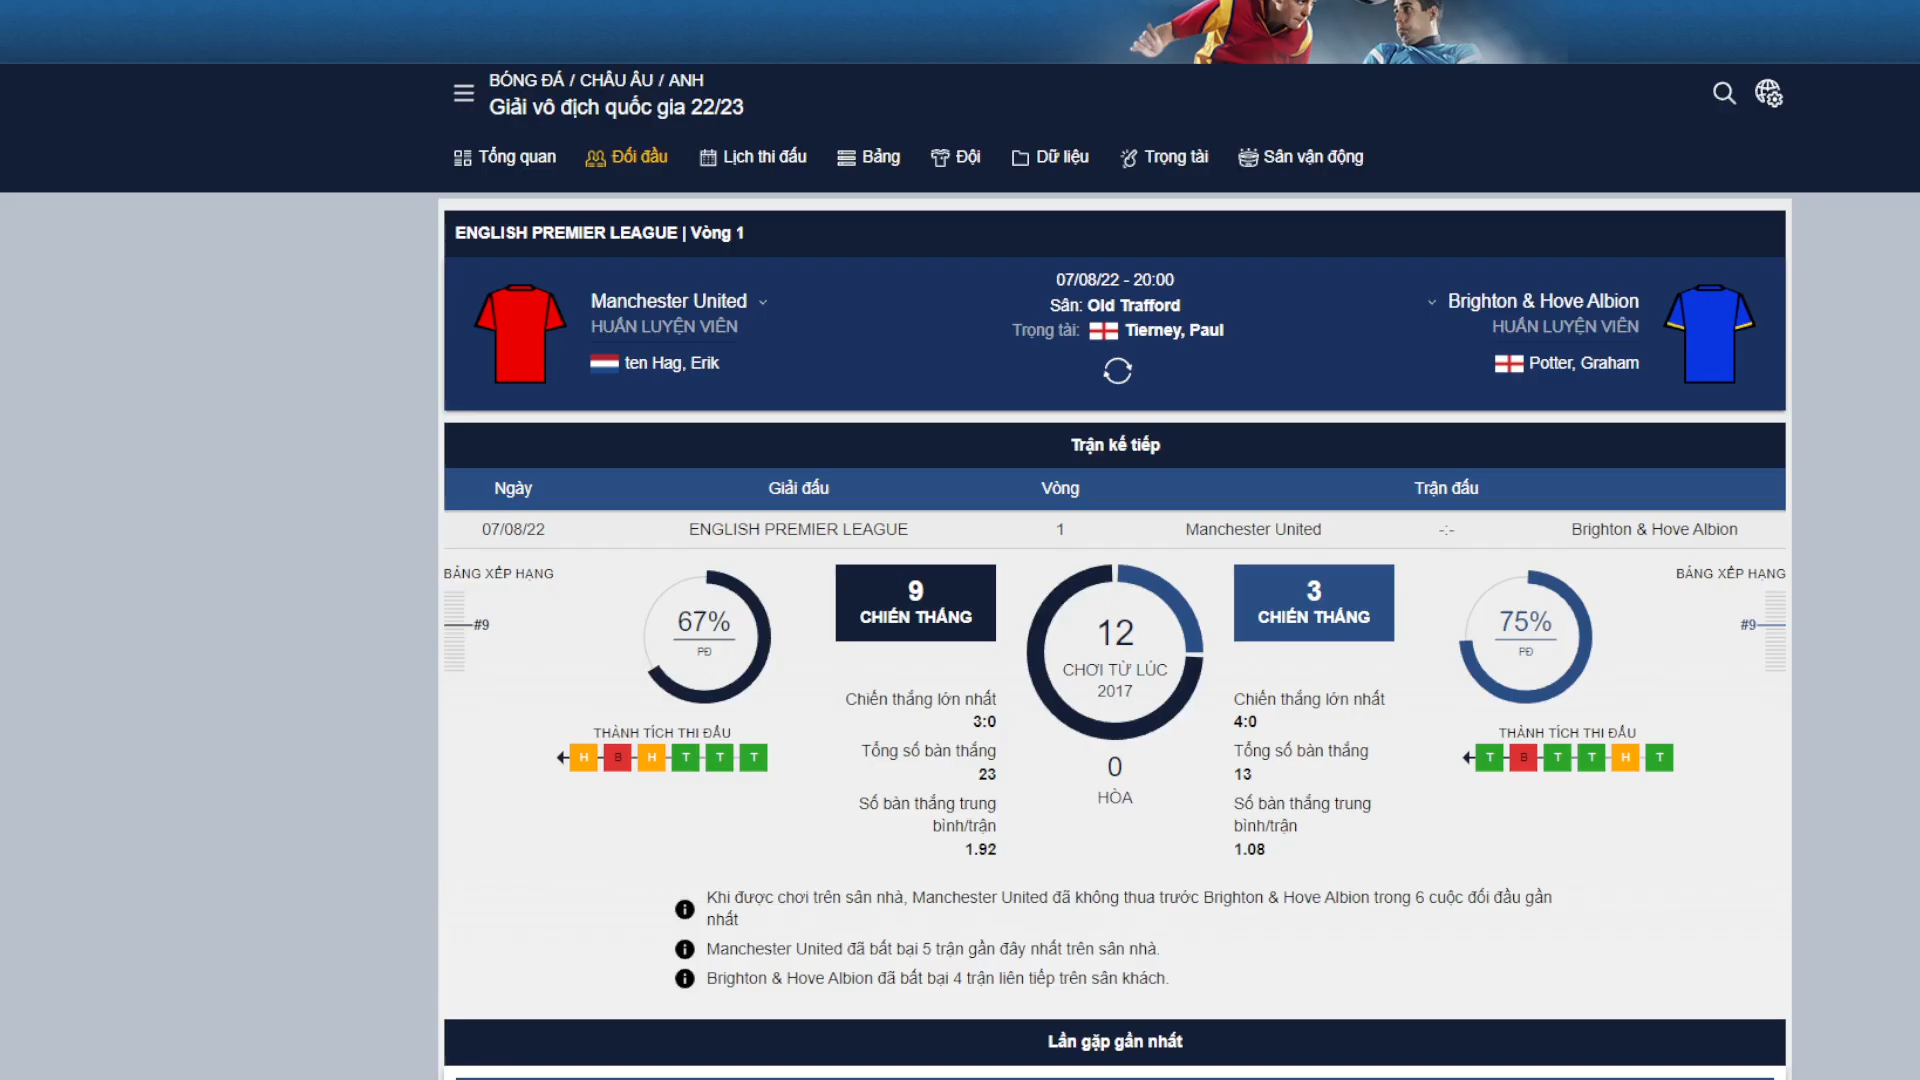 BÓNG ĐÁ / CHÂU ÂU / ANH
Giải vô địch quốc gia 22/23
Tổng quan
Đối đầu
Lịch thi đấu
Bảng
Đội
Dữ liệu
Trọng tài
Sân vận động
ENGLISH PREMIER LEAGUE | Vòng 1
Manchester United
HUẤN LUYỆN VIÊN
ten Hag, Erik
07/08/22 - 20:00
Sân: Old Trafford
Trọng tài: Tierney, Paul
Brighton & Hove Albion
HUẤN LUYỆN VIÊN
Potter, Graham
Trận kế tiếp
Ngày Giải đấu Vòng Trận đấu
07/08/22 ENGLISH PREMIER LEAGUE 1 Manchester United -:- Brighton & Hove Albion
BẢNG XẾP HẠNG
#9
67%
PĐ
THÀNH TÍCH THI ĐẤU
H B H T T T
9
CHIẾN THẮNG
Chiến thắng lớn nhất
3:0
Tổng số bàn thắng
23
Số bàn thắng trung
bình/trận
1.92
12
CHƠI TỪ LÚC
2017
0
HÒA
3
CHIẾN THẮNG
Chiến thắng lớn nhất
4:0
Tổng số bàn thắng
13
Số bàn thắng trung
bình/trận
1.08
75%
PĐ
THÀNH TÍCH THI ĐẤU
T B T T H T
BẢNG XẾP HẠNG
#9
Khi được chơi trên sân nhà, Manchester United đã không thua trước Brighton & Hove Albion trong 6 cuộc đối đầu gần
nhất
Manchester United đã bất bại 5 trận gần đây nhất trên sân nhà.
Brighton & Hove Albion đã bất bại 4 trận liên tiếp trên sân khách.
Lần gặp gần nhất